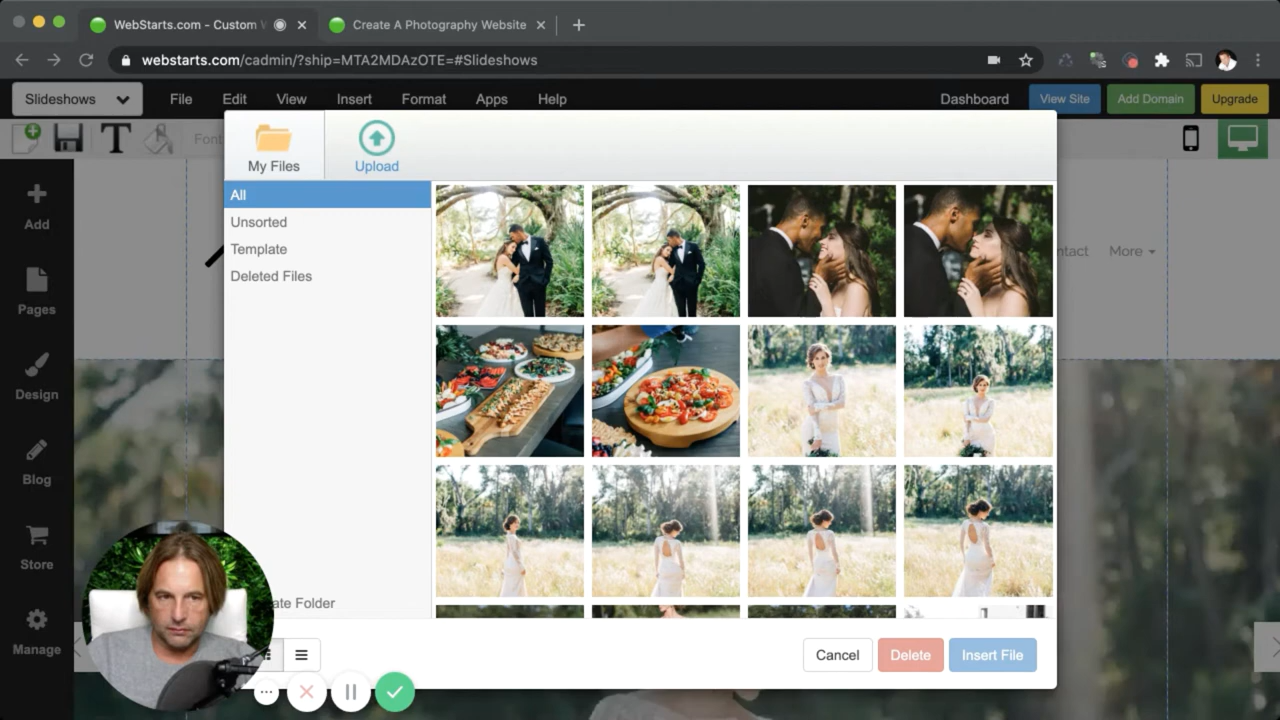 WebStarts.com - Custom W
Create A Photography Website
webstarts.com/cadmin/?ship=MTA2MDAzOTE=#Slideshows
Slideshows
File
Edit
View
Insert
Format
Apps
Help
Dashboard
View Site
Add Domain
Upgrade
T
Font
My Files
Upload
Add
Pages
Design
Blog
Store
Manage
All
Unsorted
Template
Deleted Files
ate Folder
ntact
More
Cancel
Delete
Insert File